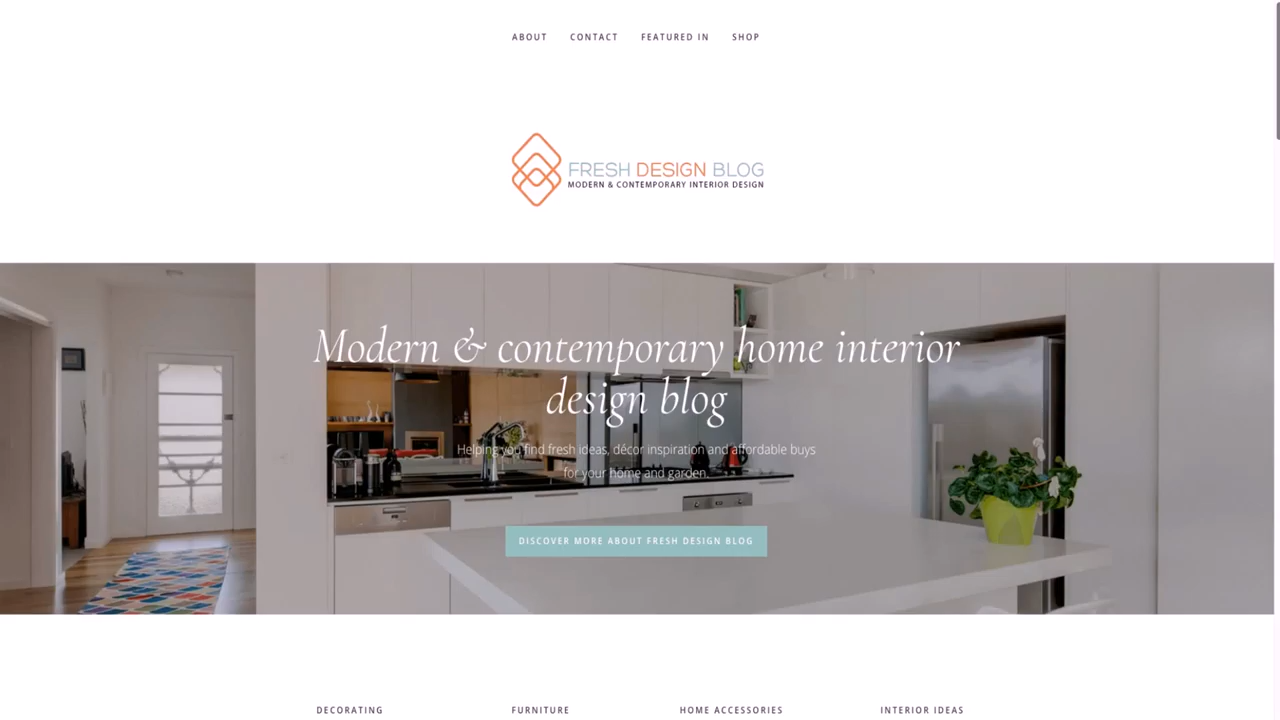 ABOUT CONTACT FEATURED IN SHOP
FRESH DESIGN BLOG
MODERN & CONTEMPORARY INTERIOR DESIGN
Modern & contemporary home interior
design blog
Helping you find fresh ideas, décor inspiration and affordable buys
for your home and garden.
DISCOVER MORE ABOUT FRESH DESIGN BLOG
DECORATING FURNITURE HOME ACCESSORIES INTERIOR IDEAS